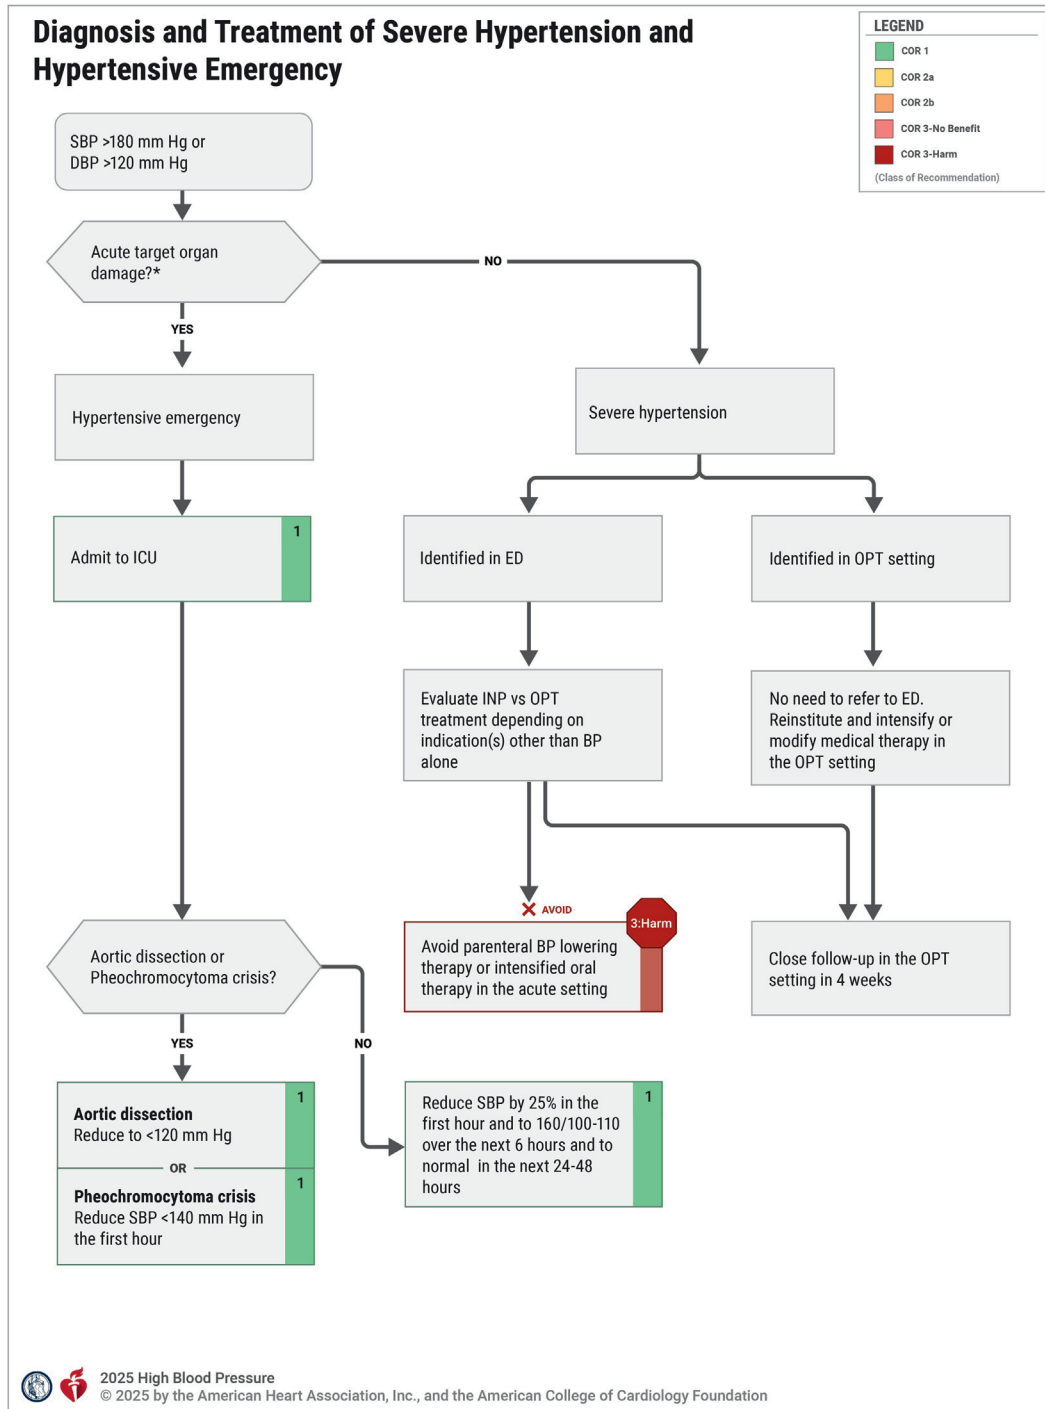 Diagnosis and Treatment of Severe Hypertension and
Hypertensive Emergency
LEGEND
COR 1
COR 2a
COR 2b
COR 3-No Benefit
COR 3-Harm
(Class of Recommendation)
SBP >180 mm Hg or
DBP >120 mm Hg
Acute target organ
damage?*
NO
YES
Hypertensive emergency
Severe hypertension
Admit to ICU
1
Identified in ED
Identified in OPT setting
Evaluate INP vs OPT
treatment depending on
indication(s) other than BP
alone
No need to refer to ED.
Reinstitute and intensify or
modify medical therapy in
the OPT setting
AVOID
3:Harm
Avoid parenteral BP lowering
therapy or intensified oral
therapy in the acute setting
Close follow-up in the OPT
setting in 4 weeks
Aortic dissection or
Pheochromocytoma crisis?
YES
NO
Aortic dissection
Reduce to <120 mm Hg
1
OR
Pheochromocytoma crisis
Reduce SBP <140 mm Hg in
the first hour
1
Reduce SBP by 25% in the
first hour and to 160/100-110
over the next 6 hours and to
normal in the next 24-48
hours
1
2025 High Blood Pressure
© 2025 by the American Heart Association, Inc., and the American College of Cardiology Foundation